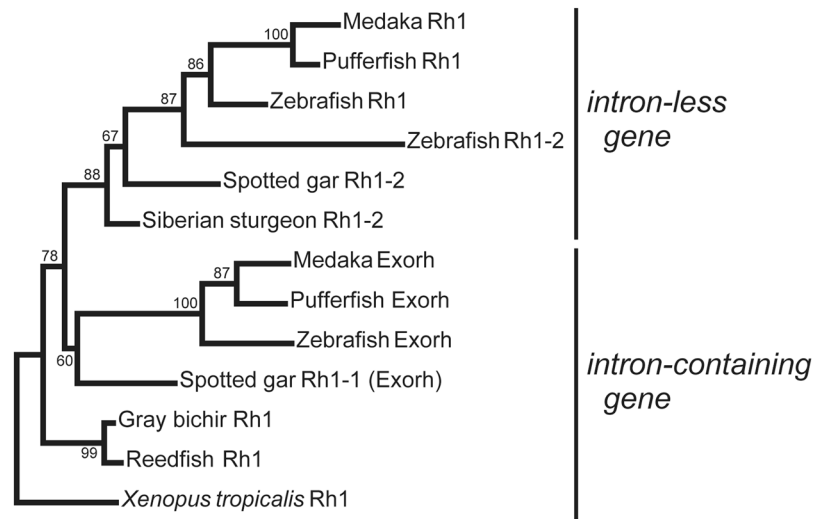 Medaka Rh1
100
Pufferfish Rh1
86
Zebrafish Rh1
87
Zebrafish Rh1-2
67
Spotted gar Rh1-2
88
Siberian sturgeon Rh1-2
intron-less
gene
78
Medaka Exorh
87
Pufferfish Exorh
100
Zebrafish Exorh
60
Spotted gar Rh1-1 (Exorh)
Gray bichir Rh1
99
Reedfish Rh1
Xenopus tropicalis Rh1
intron-containing
gene